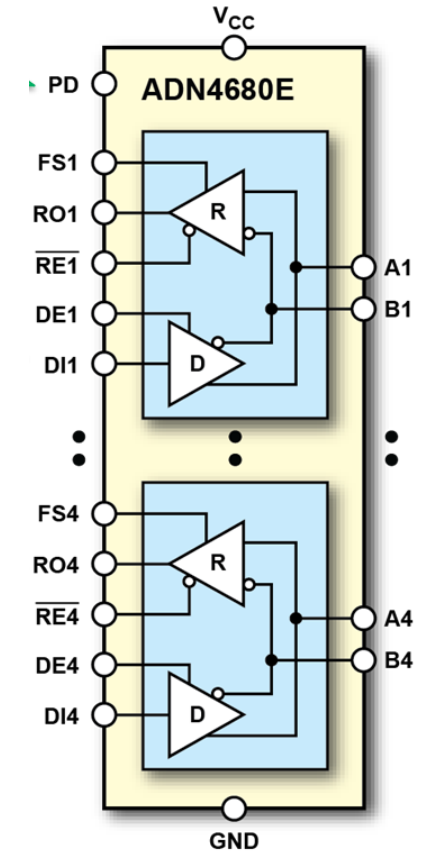 VCC
PD
ADN4680E
FS1
R
RO1
RE1
A1
B1
DE1
D
DI1
FS4
R
RO4
RE4
A4
B4
DE4
D
DI4
GND